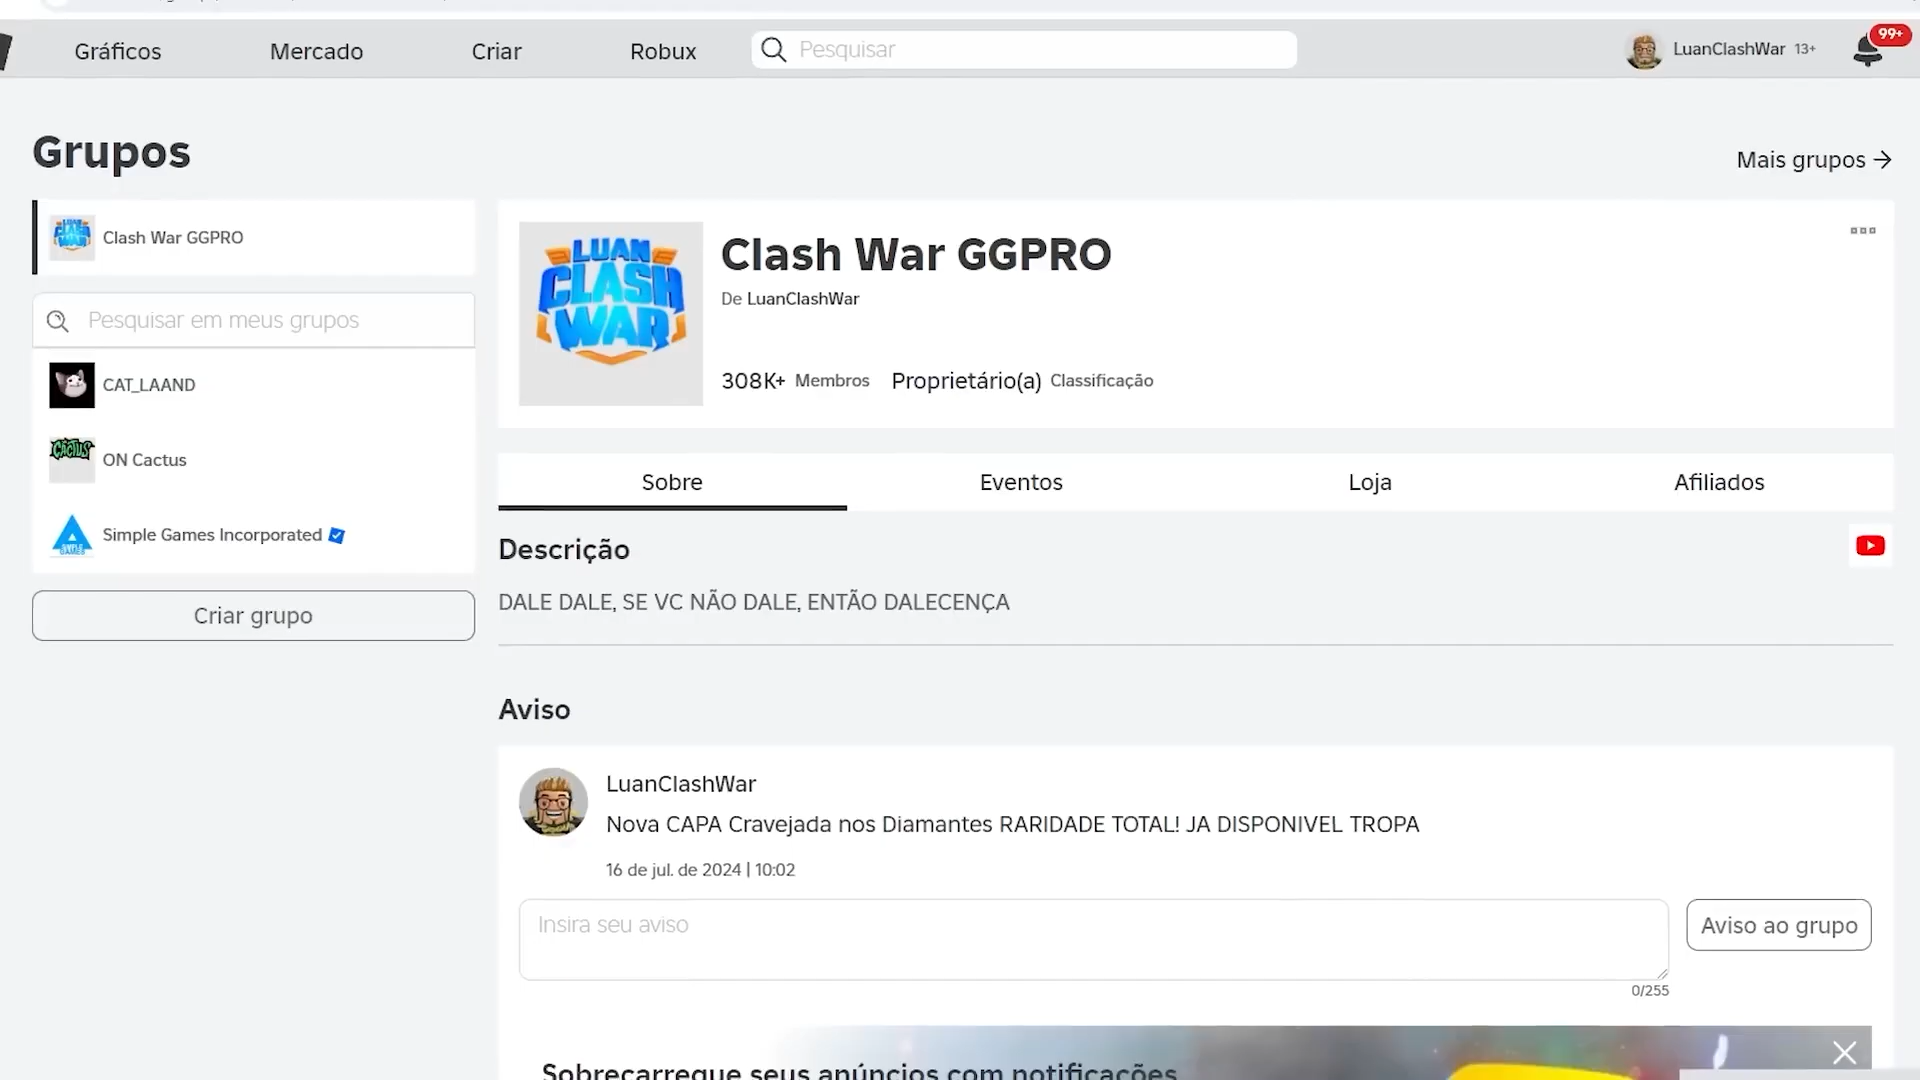 Gráficos
Mercado
Criar
Robux
Pesquisar
LuanClashWar 13+
99+
Grupos
Mais grupos
Clash War GGPRO
Pesquisar em meus grupos
CAT_LAAND
CACTUS
ON Cactus
Simple Games Incorporated
Criar grupo
LUAN
CLASH
WAR
Clash War GGPRO
De LuanClashWar
308K+ Membros Proprietário(a) Classificação
Sobre
Eventos
Loja
Afiliados
Descrição
DALE DALE, SE VC NÃO DALE, ENTÃO DALECENÇA
Aviso
LuanClashWar
Nova CAPA Cravejada nos Diamantes RARIDADE TOTAL! JA DISPONIVEL TROPA
16 de jul. de 2024 | 10:02
Insira seu aviso
Aviso ao grupo
0/255
Sobrecarregue seus anúncios com notificações